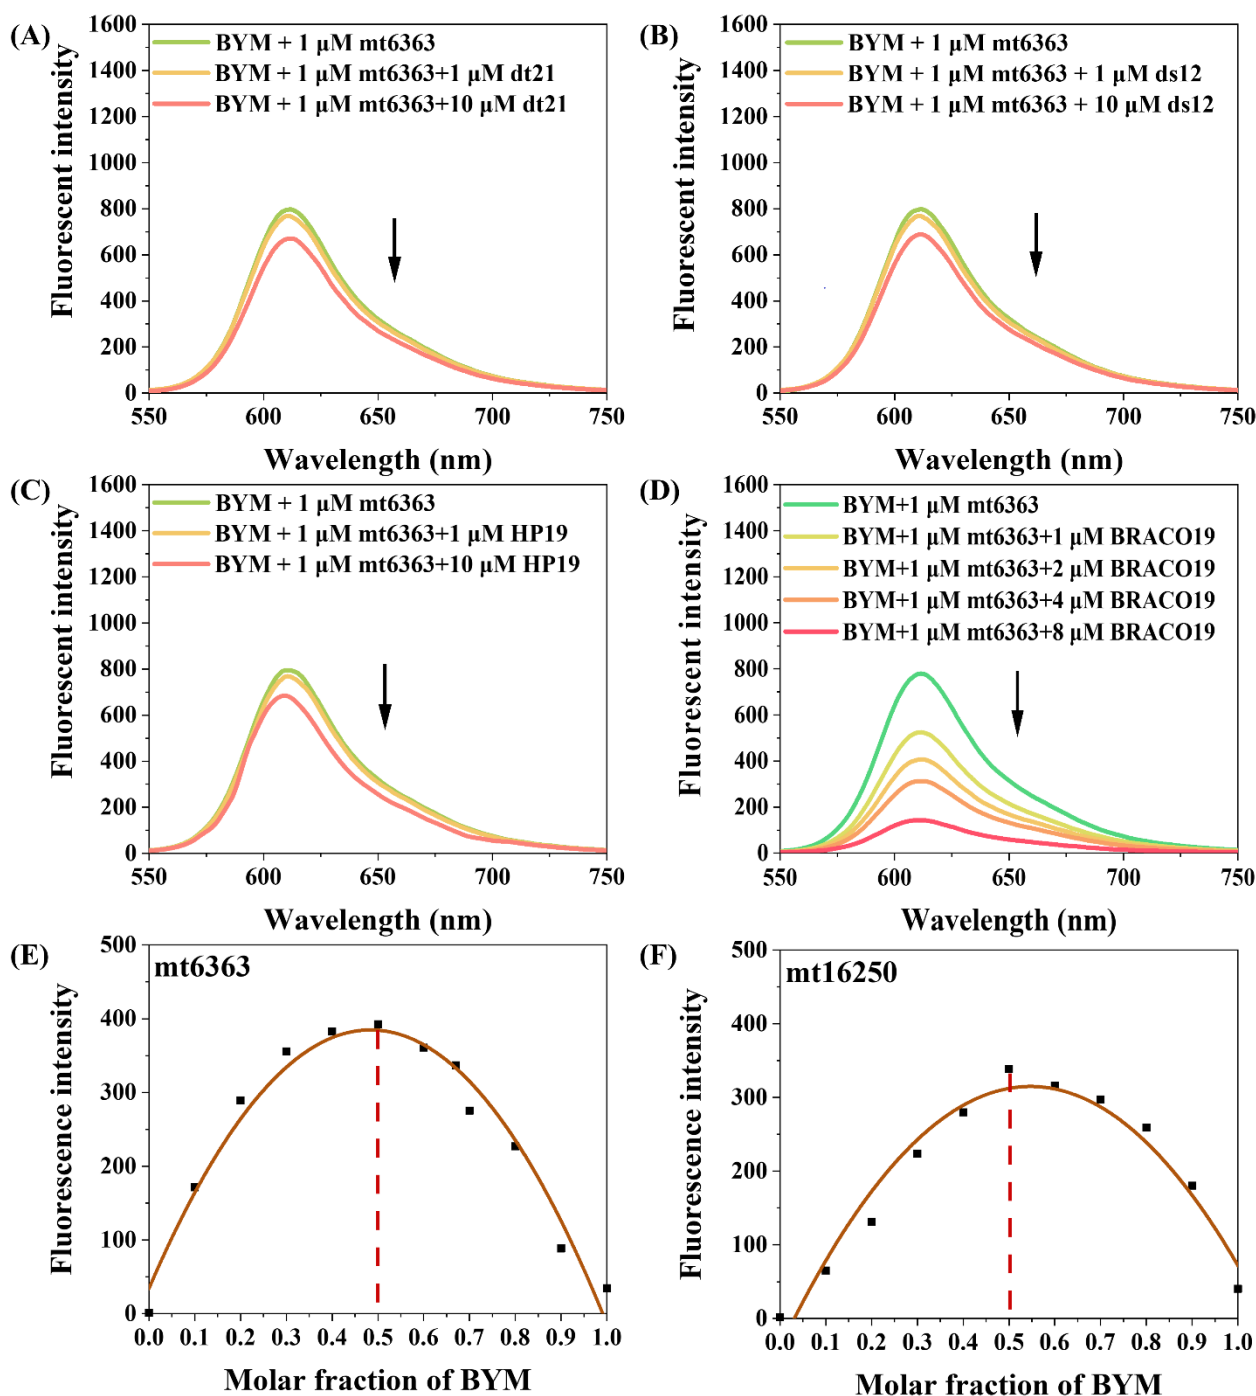 (A)
BYM + 1 μM mt6363
BYM + 1 μM mt6363+1 μM dt21
BYM + 1 μM mt6363+10 μM dt21
Fluorescent intensity
1600
1400
1200
1000
800
600
400
200
0
550
600
650
700
750
Wavelength (nm)
(B)
BYM + 1 μM mt6363
BYM + 1 μM mt6363 + 1 μM ds12
BYM + 1 μM mt6363 + 10 μM ds12
Fluorescent intensity
1600
1400
1200
1000
800
600
400
200
0
550
600
650
700
750
Wavelength (nm)
(C)
BYM + 1 μM mt6363
BYM + 1 μM mt6363+1 μM HP19
BYM + 1 μM mt6363+10 μM HP19
Fluorescent intensity
1600
1400
1200
1000
800
600
400
200
0
550
600
650
700
750
Wavelength (nm)
(D)
BYM+1 μM mt6363
BYM+1 μM mt6363+1 μM BRACO19
BYM+1 μM mt6363+2 μM BRACO19
BYM+1 μM mt6363+4 μM BRACO19
BYM+1 μM mt6363+8 μM BRACO19
Fluorescent intensity
1600
1400
1200
1000
800
600
400
200
0
550
600
650
700
750
Wavelength (nm)
(E)
mt6363
Fluorescence intensity
500
400
300
200
100
0
0.0
0.1
0.2
0.3
0.4
0.5
0.6
0.7
0.8
0.9
1.0
Molar fraction of BYM
(F)
mt16250
Fluorescence intensity
500
400
300
200
100
0
0.0
0.1
0.2
0.3
0.4
0.5
0.6
0.7
0.8
0.9
1.0
Molar fraction of BYM